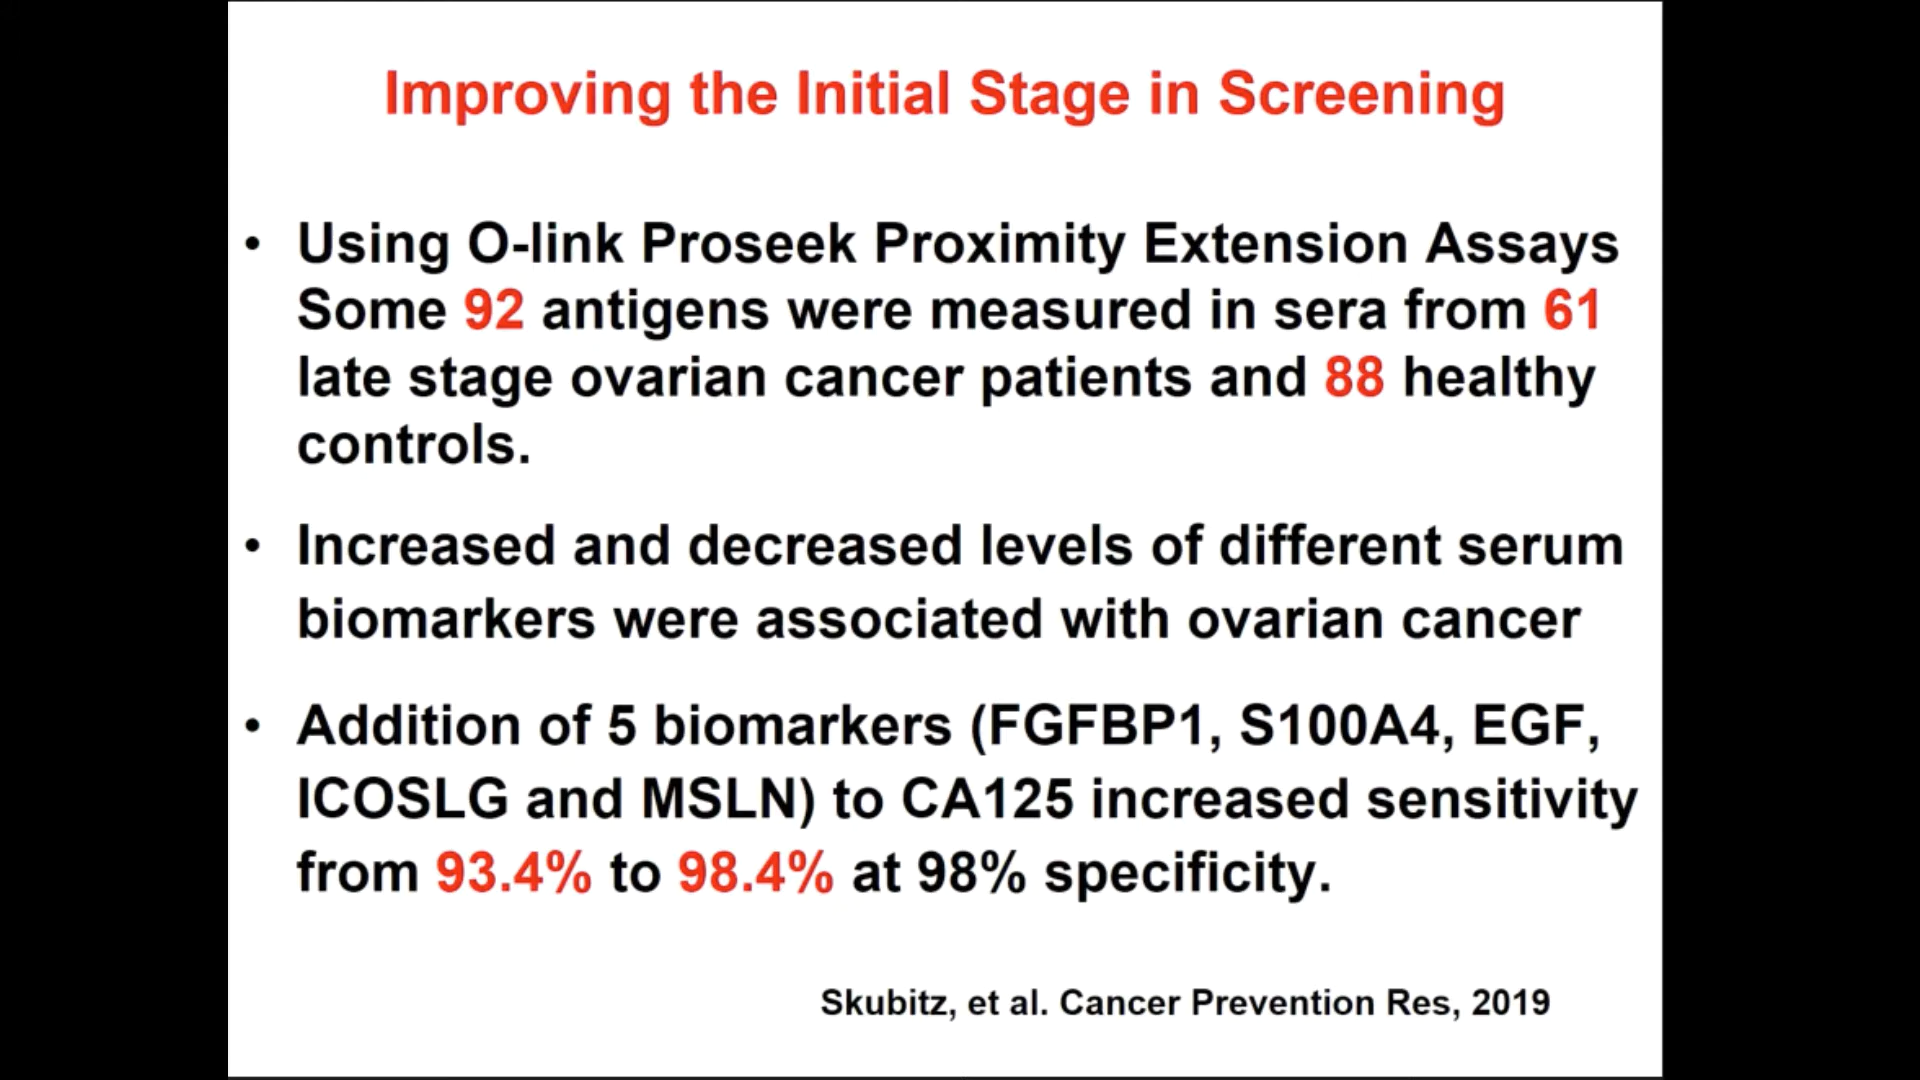 Improving the Initial Stage in Screening
• Using O-link Proseek Proximity Extension Assays
Some 92 antigens were measured in sera from 61
late stage ovarian cancer patients and 88 healthy
controls.
• Increased and decreased levels of different serum
biomarkers were associated with ovarian cancer
• Addition of 5 biomarkers (FGFBP1, S100A4, EGF,
ICOSLG and MSLN) to CA125 increased sensitivity
from 93.4% to 98.4% at 98% specificity.
Skubitz, et al. Cancer Prevention Res, 2019